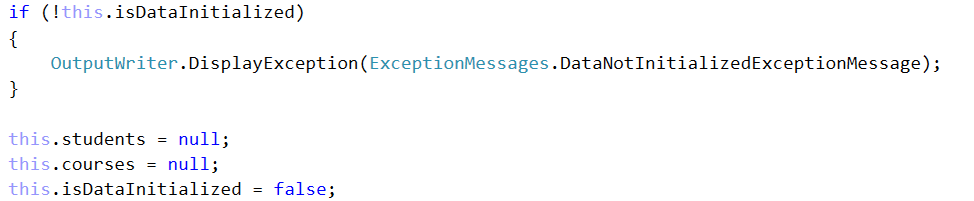 if (!this.isDataInitialized)
{
    OutputWriter.DisplayException(ExceptionMessages.DataNotInitializedExceptionMessage);
}

this.students = null;
this.courses = null;
this.isDataInitialized = false;